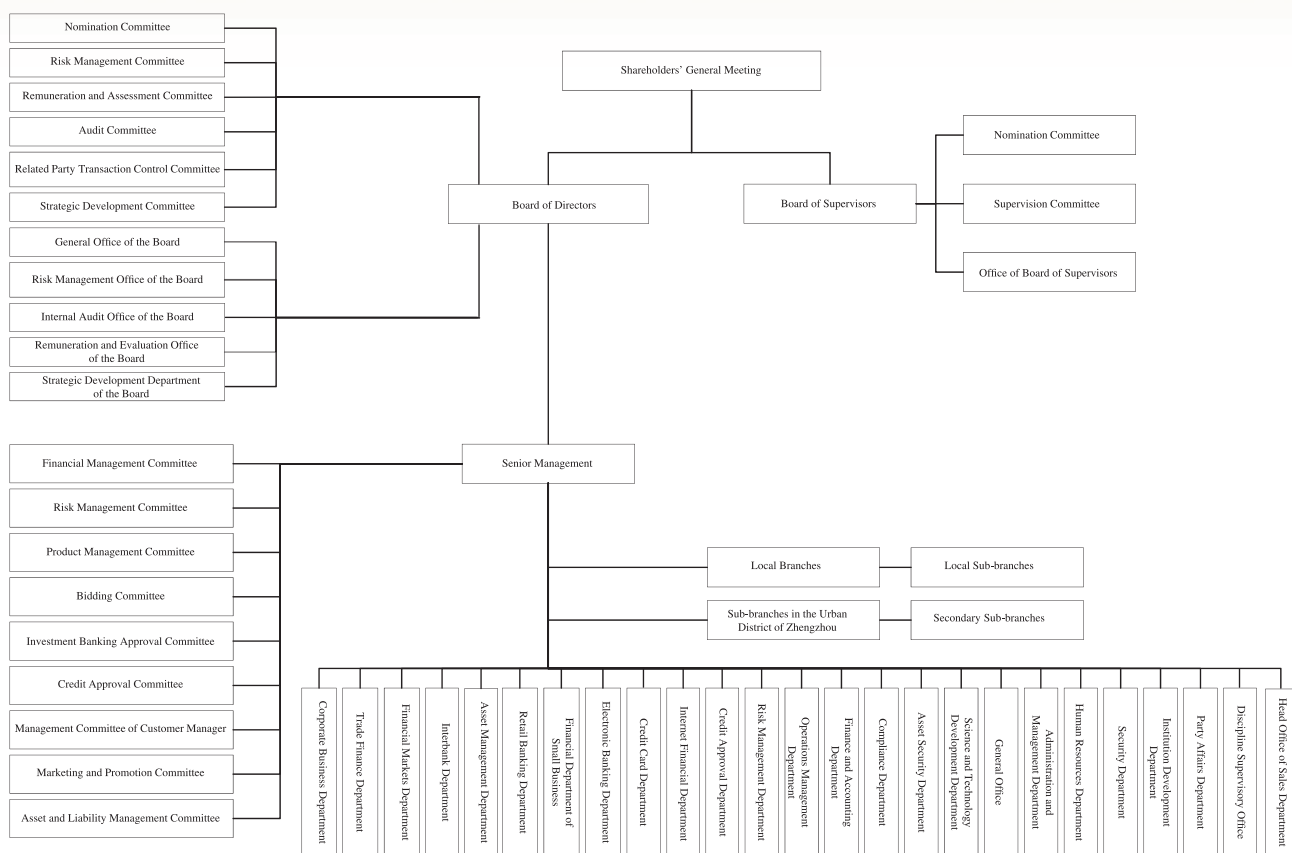 Nomination Committee
Risk Management Committee
Remuneration and Assessment Committee
Audit Committee
Related Party Transaction Control Committee
Strategic Development Committee
General Office of the Board
Risk Management Office of the Board
Internal Audit Office of the Board
Remuneration and Evaluation Office
of the Board
Strategic Development Department
of the Board
Shareholders' General Meeting
Board of Directors
Board of Supervisors
Nomination Committee
Supervision Committee
Office of Board of Supervisors
Senior Management
Financial Management Committee
Risk Management Committee
Product Management Committee
Bidding Committee
Investment Banking Approval Committee
Credit Approval Committee
Management Committee of Customer Manager
Marketing and Promotion Committee
Asset and Liability Management Committee
Local Branches
Local Sub-branches
Sub-branches in the Urban
District of Zhengzhou
Secondary Sub-branches
Corporate Business Department
Trade Finance Department
Financial Markets Department
Interbank Department
Asset Management Department
Retail Banking Department
Financial Department of
Small Business
Electronic Banking Department
Credit Card Department
Internet Financial Department
Credit Approval Department
Risk Management Department
Operations Management
Department
Finance and Accounting
Department
Compliance Department
Asset Security Department
Science and Technology
Development Department
General Office
Administration and
Management Department
Human Resources Department
Security Department
Institution Development
Department
Party Affairs Department
Discipline Supervisory Office
Head Office of Sales Department